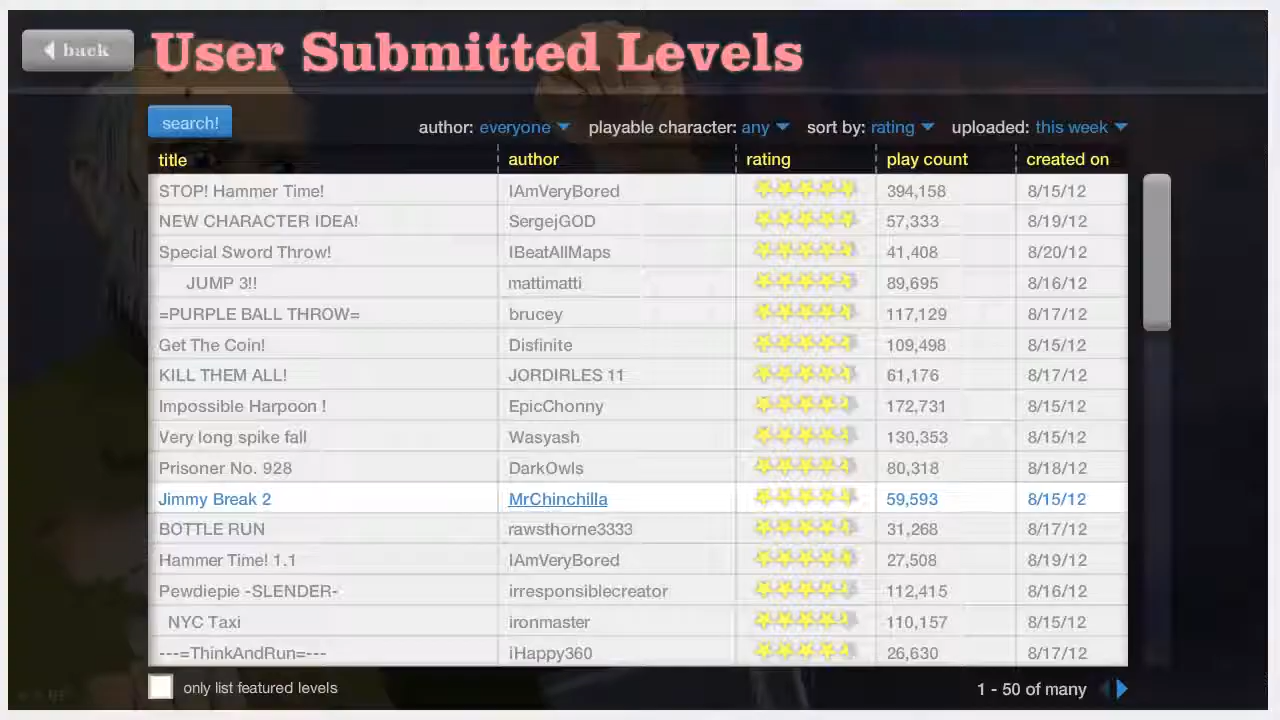 back
User Submitted Levels
search!
author: everyone playable character: any sort by: rating uploaded: this week
title author rating play count created on
STOP! Hammer Time! IAmVeryBored 394,158 8/15/12
NEW CHARACTER IDEA! SergejGOD 57,333 8/19/12
Special Sword Throw! IBeatAllMaps 41,408 8/20/12
JUMP 3!! mattimatti 89,695 8/16/12
=PURPLE BALL THROW= brucey 117,129 8/17/12
Get The Coin! Disfinite 109,498 8/15/12
KILL THEM ALL! JORDIRLES 11 61,176 8/17/12
Impossible Harpoon ! EpicChonny 172,731 8/15/12
Very long spike fall Wasyash 130,353 8/15/12
Prisoner No. 928 DarkOwls 80,318 8/18/12
Jimmy Break 2 MrChinchilla 59,593 8/15/12
BOTTLE RUN rawsthorne3333 31,268 8/17/12
Hammer Time! 1.1 IAmVeryBored 27,508 8/19/12
Pewdiepie -SLENDER- irresponsiblecreator 112,415 8/16/12
NYC Taxi ironmaster 110,157 8/15/12
---=ThinkAndRun=--- iHappy360 26,630 8/17/12
only list featured levels 1 - 50 of many